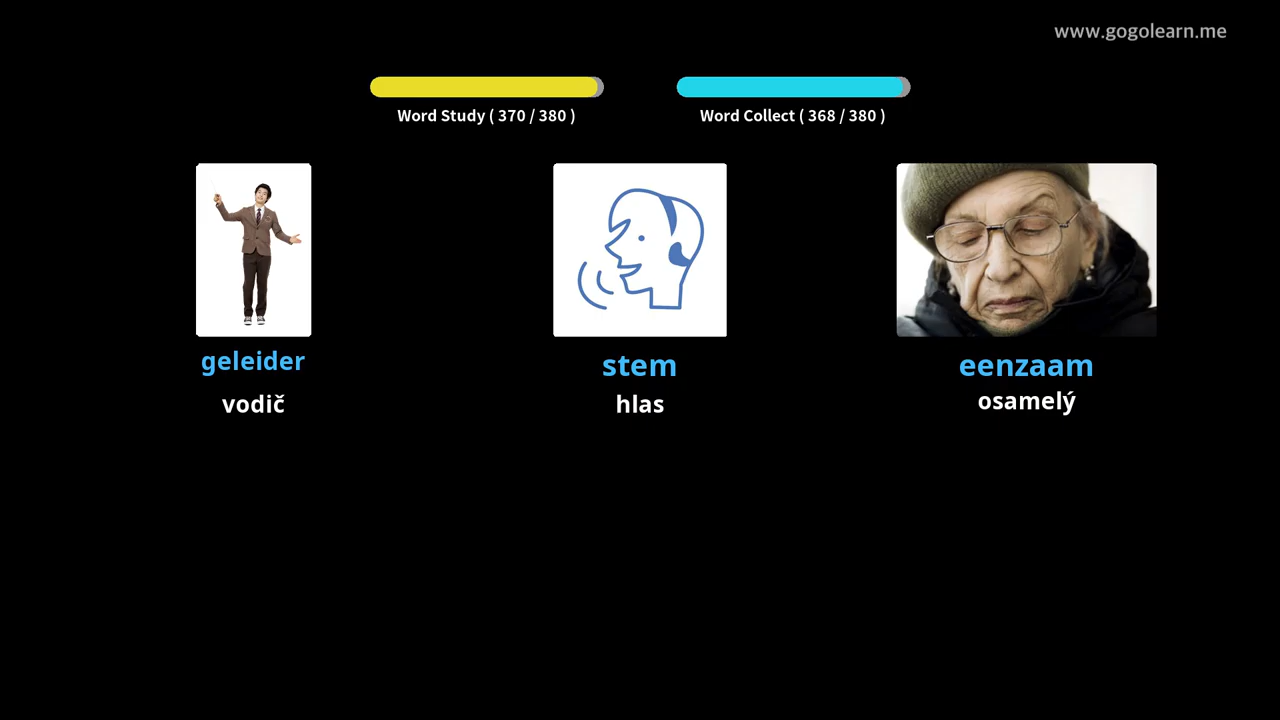 www.gogolearn.me
Word Study ( 370 / 380 )
Word Collect ( 368 / 380 )
geleider
stem
eenzaam
vodič
hlas
osamelý